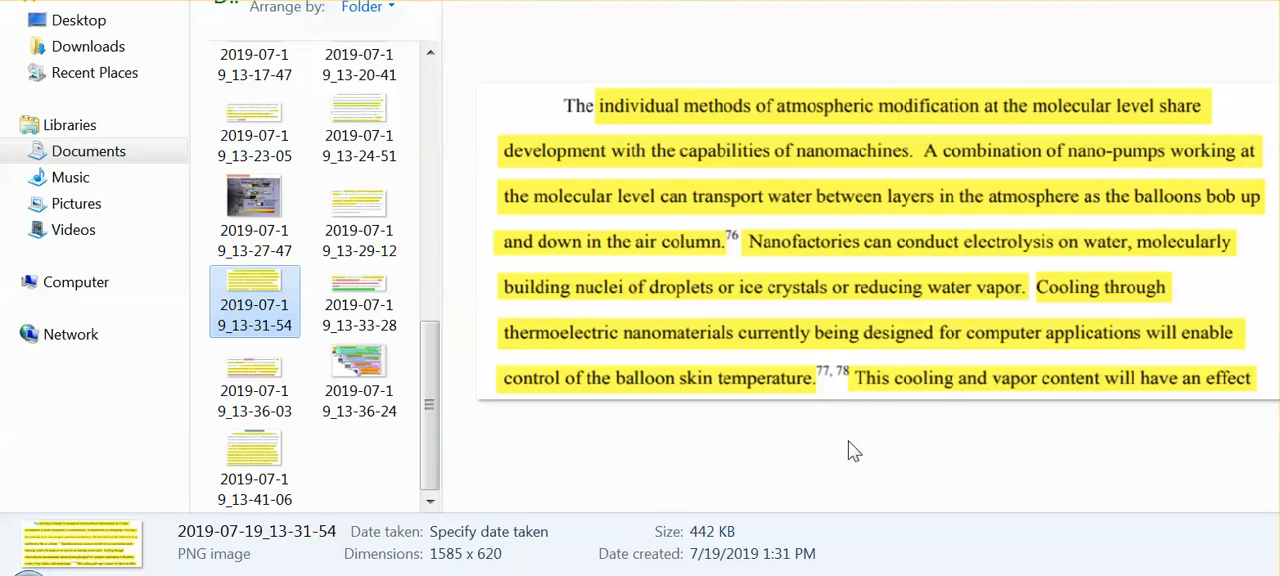 Arrange by: Folder
Desktop
Downloads
Recent Places
Libraries
Documents
Music
Pictures
Videos
Computer
Network
2019-07-1
9_13-17-47
2019-07-1
9_13-20-41
2019-07-1
9_13-23-05
2019-07-1
9_13-24-51
2019-07-1
9_13-27-47
2019-07-1
9_13-29-12
2019-07-1
9_13-31-54
2019-07-1
9_13-33-28
2019-07-1
9_13-36-03
2019-07-1
9_13-36-24
2019-07-1
9_13-41-06
The individual methods of atmospheric modification at the molecular level share
development with the capabilities of nanomachines. A combination of nano-pumps working at
the molecular level can transport water between layers in the atmosphere as the balloons bob up
and down in the air column.76 Nanofactories can conduct electrolysis on water, molecularly
building nuclei of droplets or ice crystals or reducing water vapor. Cooling through
thermoelectric nanomaterials currently being designed for computer applications will enable
control of the balloon skin temperature.77, 78 This cooling and vapor content will have an effect
2019-07-19_13-31-54 Date taken: Specify date taken Size: 442 KB
PNG image Dimensions: 1585 x 620 Date created: 7/19/2019 1:31 PM